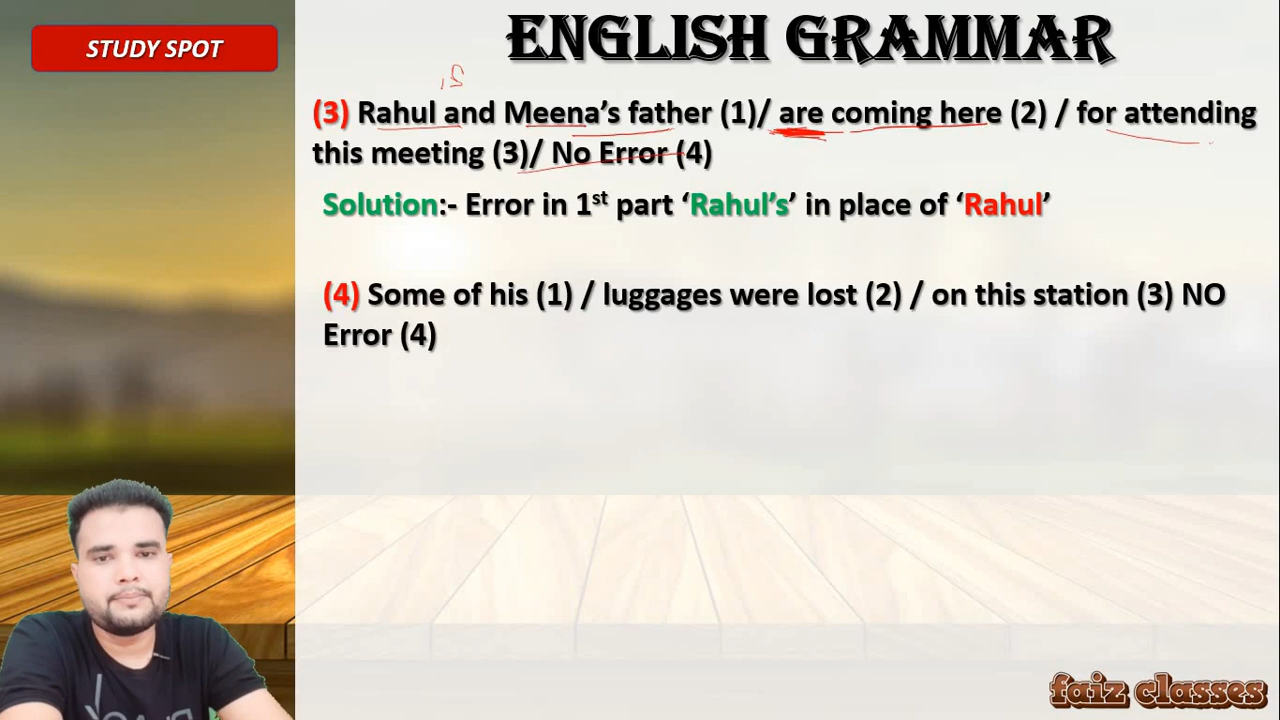 ENGLISH GRAMMAR
STUDY SPOT
(3) Rahul and Meena's father (1)/ are coming here (2) / for attending
this meeting (3)/ No Error (4)
Solution:- Error in 1st part ‘Rahul's’ in place of ‘Rahul’
(4) Some of his (1) / luggages were lost (2) / on this station (3) NO
Error (4)
faiz classes